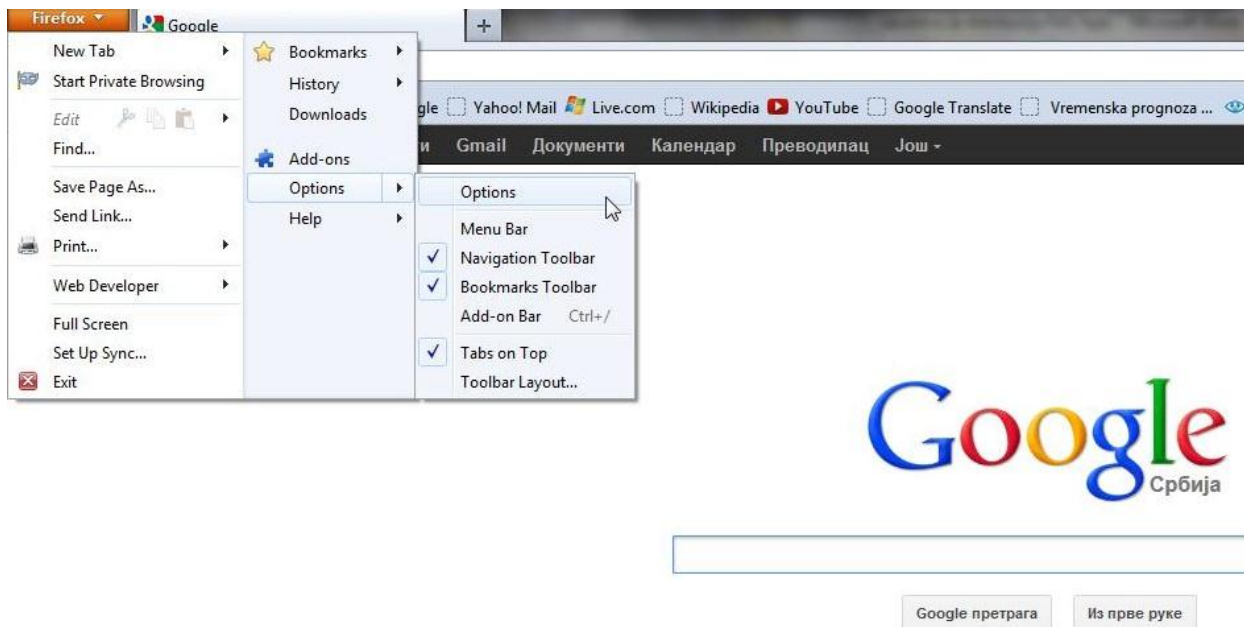 Firefox
Google
New Tab
Start Private Browsing
Edit
Find...
Save Page As...
Send Link...
Print...
Web Developer
Full Screen
Set Up Sync...
Exit
Bookmarks
History
Downloads
Add-ons
Options
Help
Options
Menu Bar
Navigation Toolbar
Bookmarks Toolbar
Add-on Bar Ctrl+/
Tabs on Top
Toolbar Layout...
Yahoo! Mail Live.com Wikipedia YouTube Google Translate Vremenska prognoza ...
Gmail Документи Календар Преводилац Још
Google
Србија
Google претрага Из прве руке